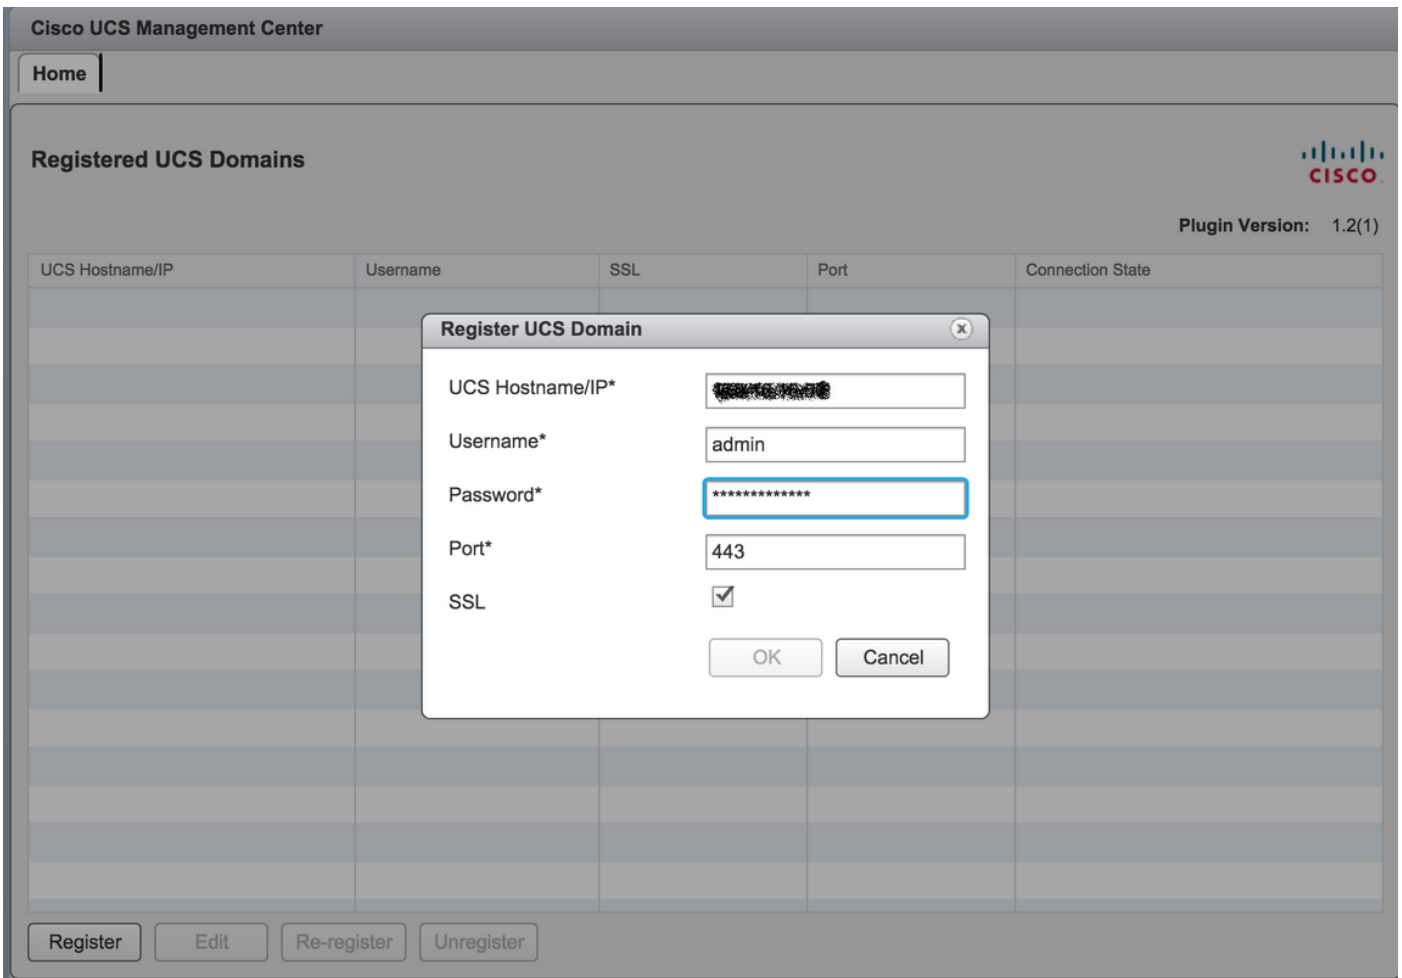 Cisco UCS Management Center
Home
Registered UCS Domains
CISCO
Plugin Version: 1.2(1)
UCS Hostname/IP Username SSL Port Connection State
Register UCS Domain
x
UCS Hostname/IP*
Username* admin
Password* *************
Port* 443
SSL
OK Cancel
Register Edit Re-register Unregister